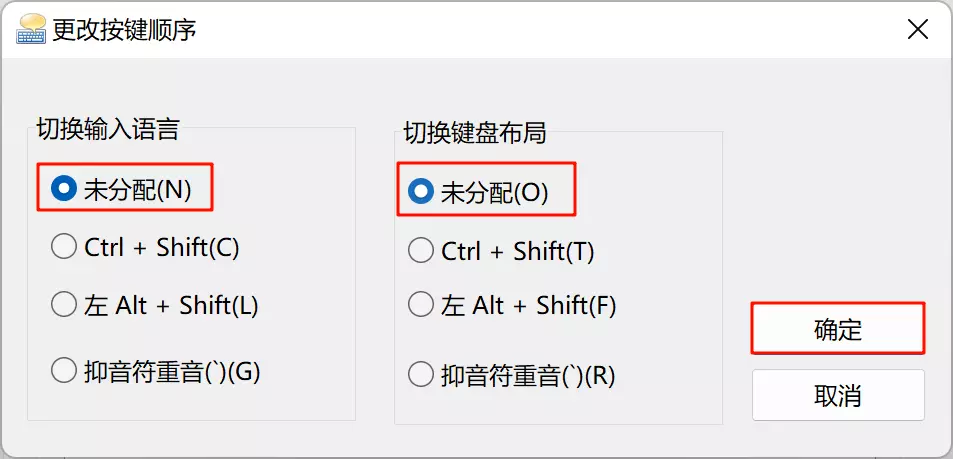 更改按键顺序
切换输入语言
未分配(N)
Ctrl + Shift(C)
左 Alt + Shift(L)
抑音符重音(`)(G)
切换键盘布局
未分配(O)
Ctrl + Shift(T)
左 Alt + Shift(F)
抑音符重音(`)(R)
确定
取消